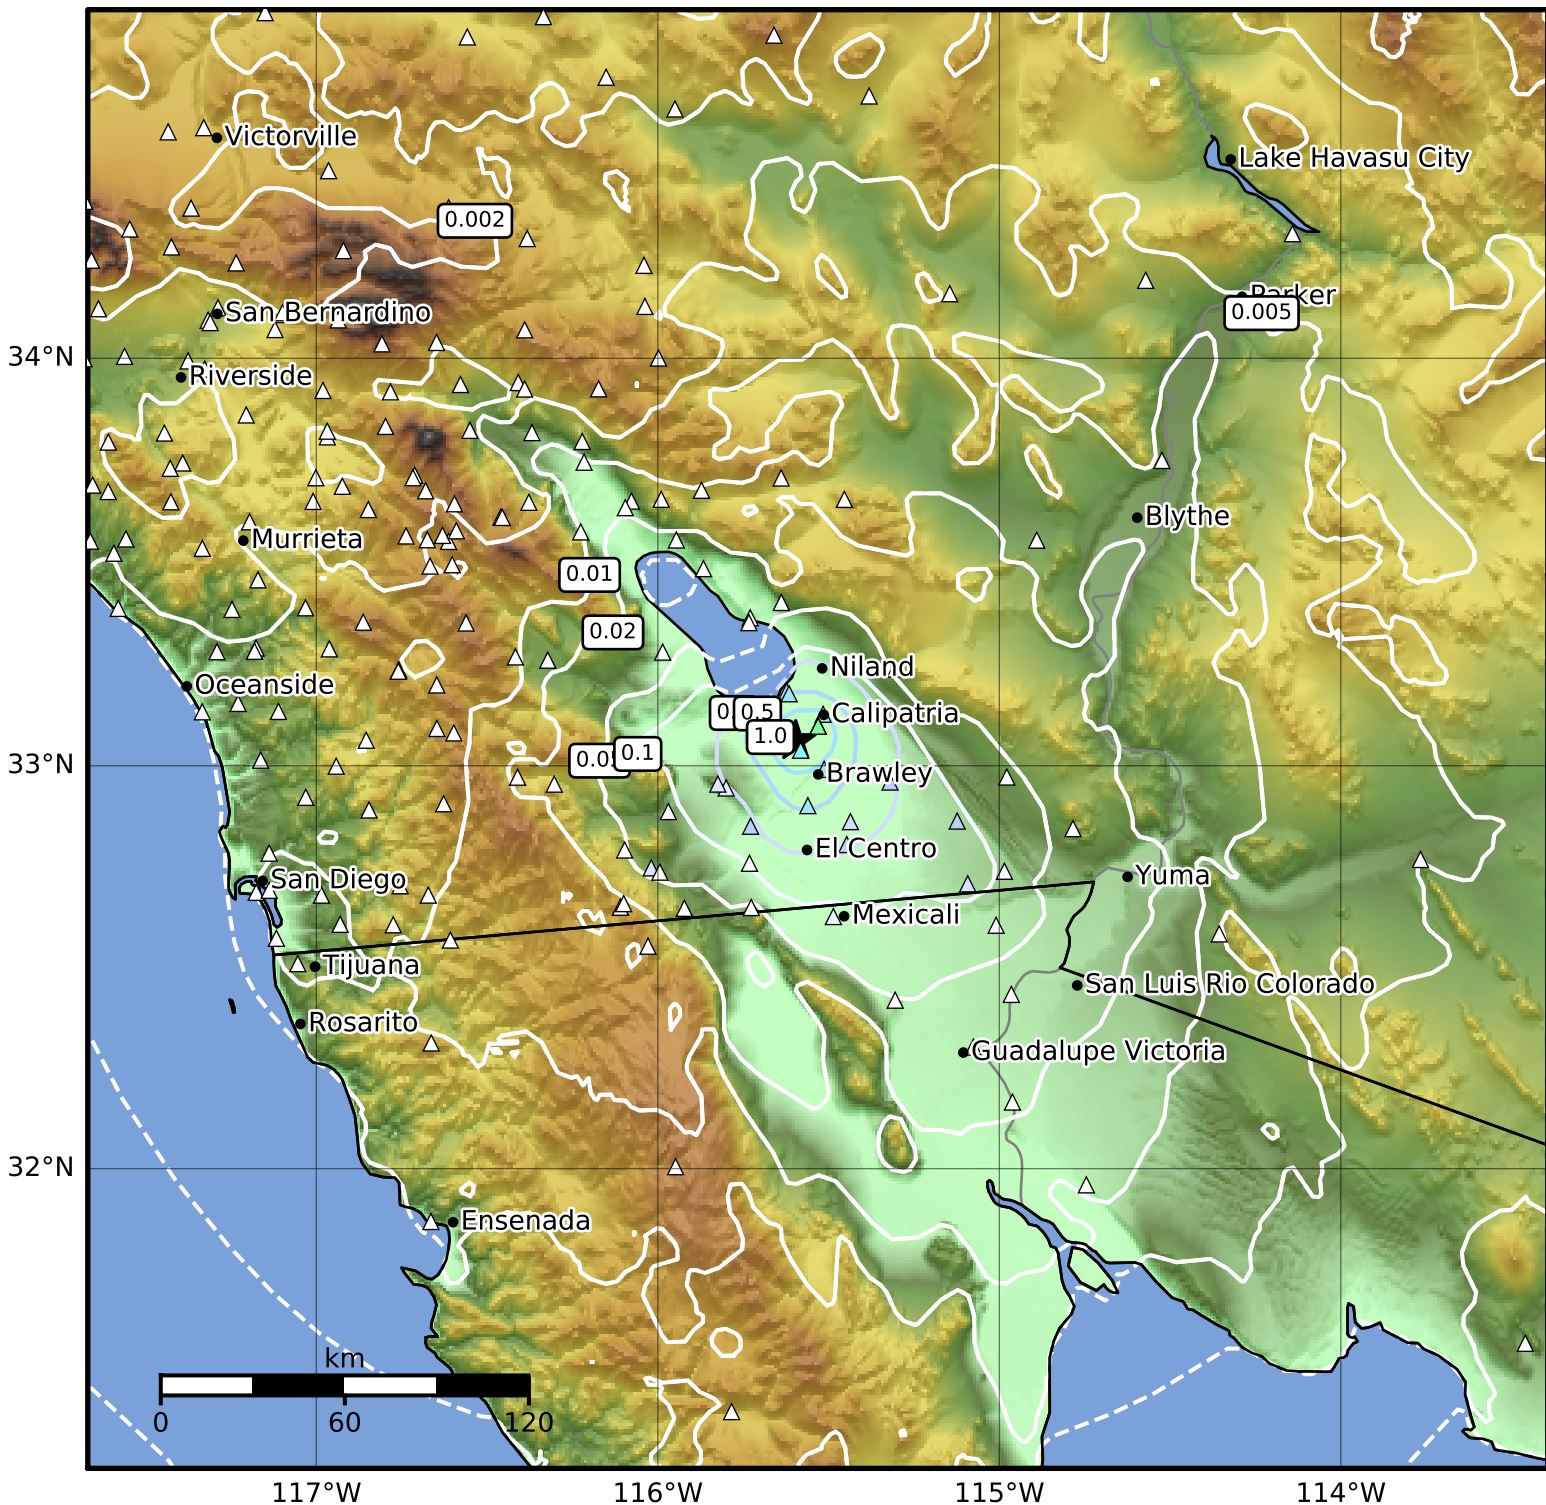 Victorville
Lake Havasu City
0.002
Parker
0.005
San Bernardino
34°N
Riverside
Blythe
Murrieta
0.01
0.02
Niland
Oceanside
0.5
Calipatria
1.0
0.1
33°N
Brawley
El Centro
Yuma
San Diego
Mexicali
Tijuana
San Luis Rio Colorado
Rosarito
Guadalupe Victoria
32°N
Ensenada
km
0 60 120
117°W 116°W 115°W 114°W